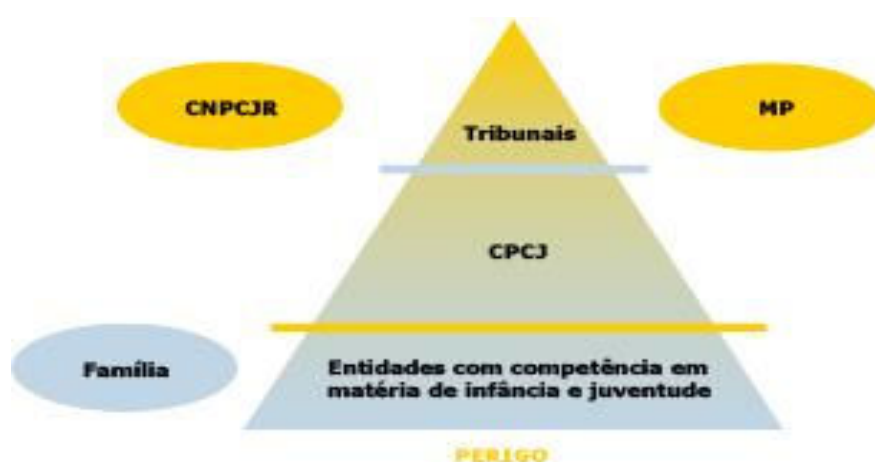 CNPCJR
MP
Tribunais
CPCJ
Família
Entidades com competência em
matéria de infância e juventude
PERIGO